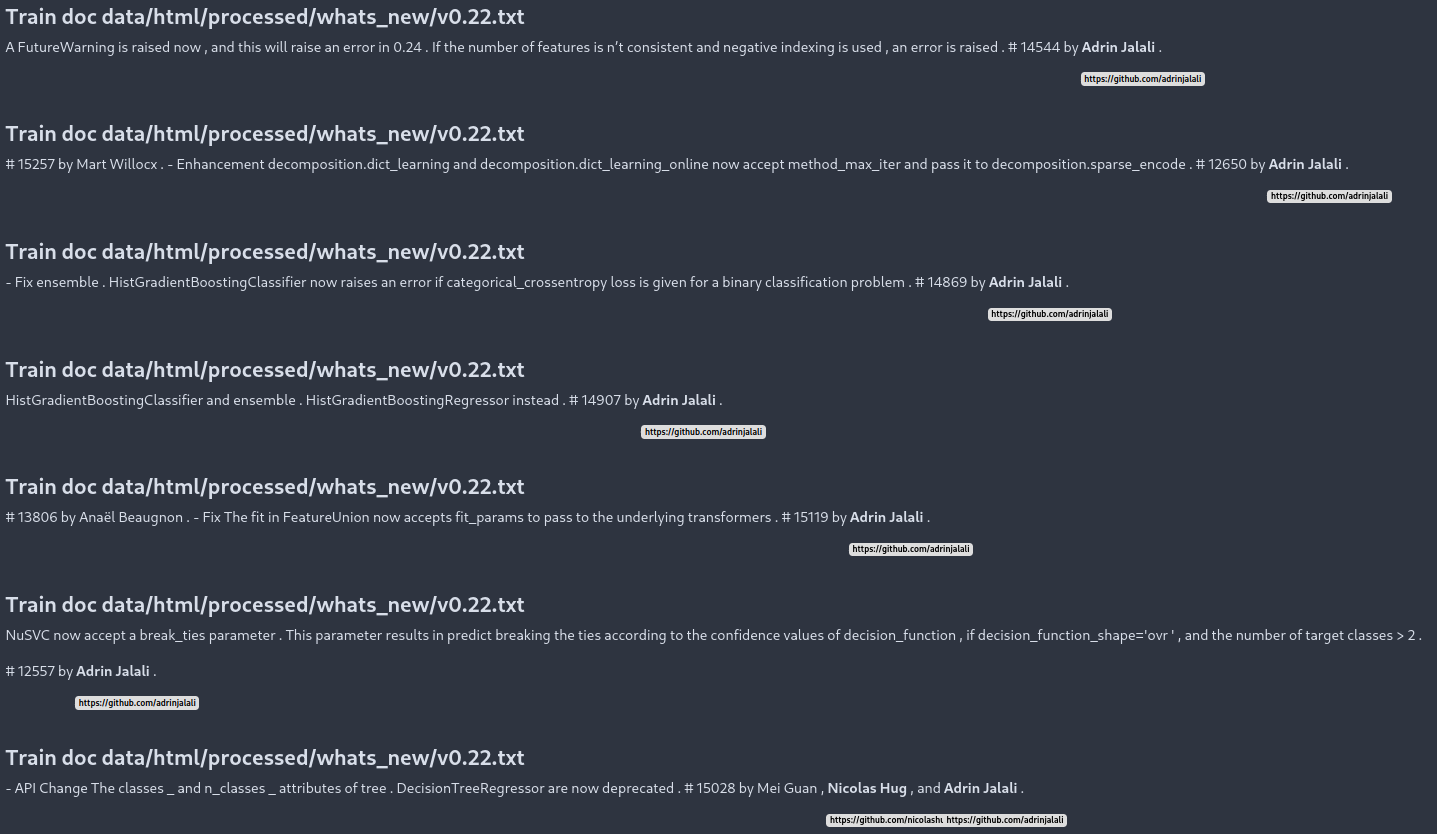 Train doc data/html/processed/whats_new/v0.22.txt
A FutureWarning is raised now , and this will raise an error in 0.24 . If the number of features is n't consistent and negative indexing is used , an error is raised . # 14544 by Adrin Jalali .
https://github.com/adrinjalali
Train doc data/html/processed/whats_new/v0.22.txt
# 15257 by Mart Willocx . - Enhancement decomposition.dict_learning and decomposition.dict_learning_online now accept method_max_iter and pass it to decomposition.sparse_encode . # 12650 by Adrin Jalali .
https://github.com/adrinjalali
Train doc data/html/processed/whats_new/v0.22.txt
- Fix ensemble . HistGradientBoostingClassifier now raises an error if categorical_crossentropy loss is given for a binary classification problem . # 14869 by Adrin Jalali .
https://github.com/adrinjalali
Train doc data/html/processed/whats_new/v0.22.txt
HistGradientBoostingClassifier and ensemble . HistGradientBoostingRegressor instead . # 14907 by Adrin Jalali .
https://github.com/adrinjalali
Train doc data/html/processed/whats_new/v0.22.txt
# 13806 by Anaël Beaugnon . - Fix The fit in FeatureUnion now accepts fit_params to pass to the underlying transformers . # 15119 by Adrin Jalali .
https://github.com/adrinjalali
Train doc data/html/processed/whats_new/v0.22.txt
NuSVC now accept a break_ties parameter . This parameter results in predict breaking the ties according to the confidence values of decision_function , if decision_function_shape='ovr ' , and the number of target classes > 2 .
# 12557 by Adrin Jalali .
https://github.com/adrinjalali
Train doc data/html/processed/whats_new/v0.22.txt
- API Change The classes _ and n_classes _ attributes of tree . DecisionTreeRegressor are now deprecated . # 15028 by Mei Guan , Nicolas Hug , and Adrin Jalali .
https://github.com/nicolashu https://github.com/adrinjalali